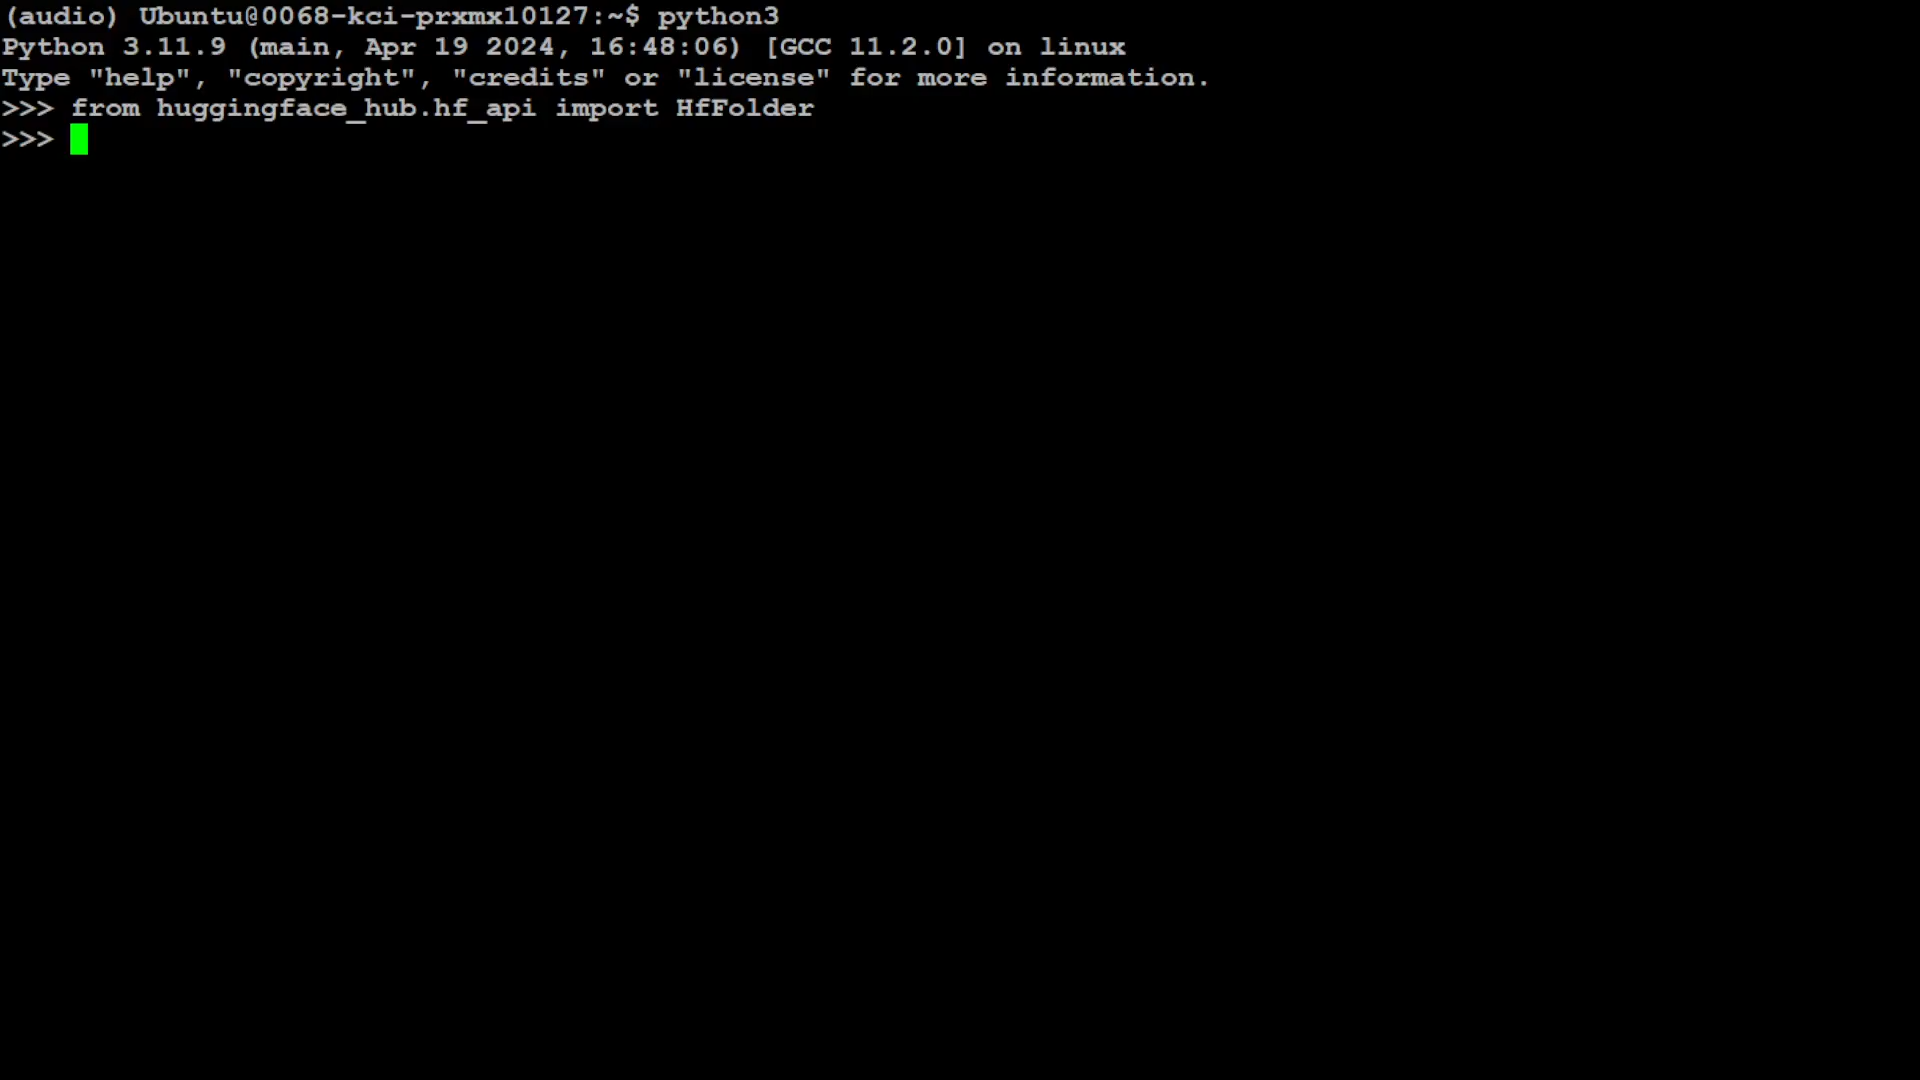 (audio) Ubuntu@0068-kci-prxmx10127:~$ python3
Python 3.11.9 (main, Apr 19 2024, 16:48:06) [GCC 11.2.0] on linux
Type "help", "copyright", "credits" or "license" for more information.
>>> from huggingface_hub.hf_api import HfFolder
>>>